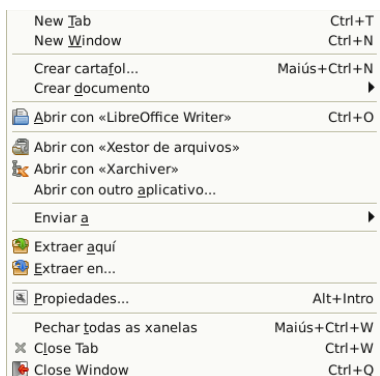 New Tab Ctrl+T
New Window Ctrl+N
Crear cartafol... Maiús+Ctrl+N
Crear documento
Abrir con «LibreOffice Writer» Ctrl+O
Abrir con «Xestor de arquivos»
Abrir con «Xarchiver»
Abrir con outro aplicativo...
Enviar a
Extraer aquí
Extraer en...
Propiedades... Alt+Intro
Pechar todas as xanelas Maiús+Ctrl+W
Close Tab Ctrl+W
Close Window Ctrl+Q